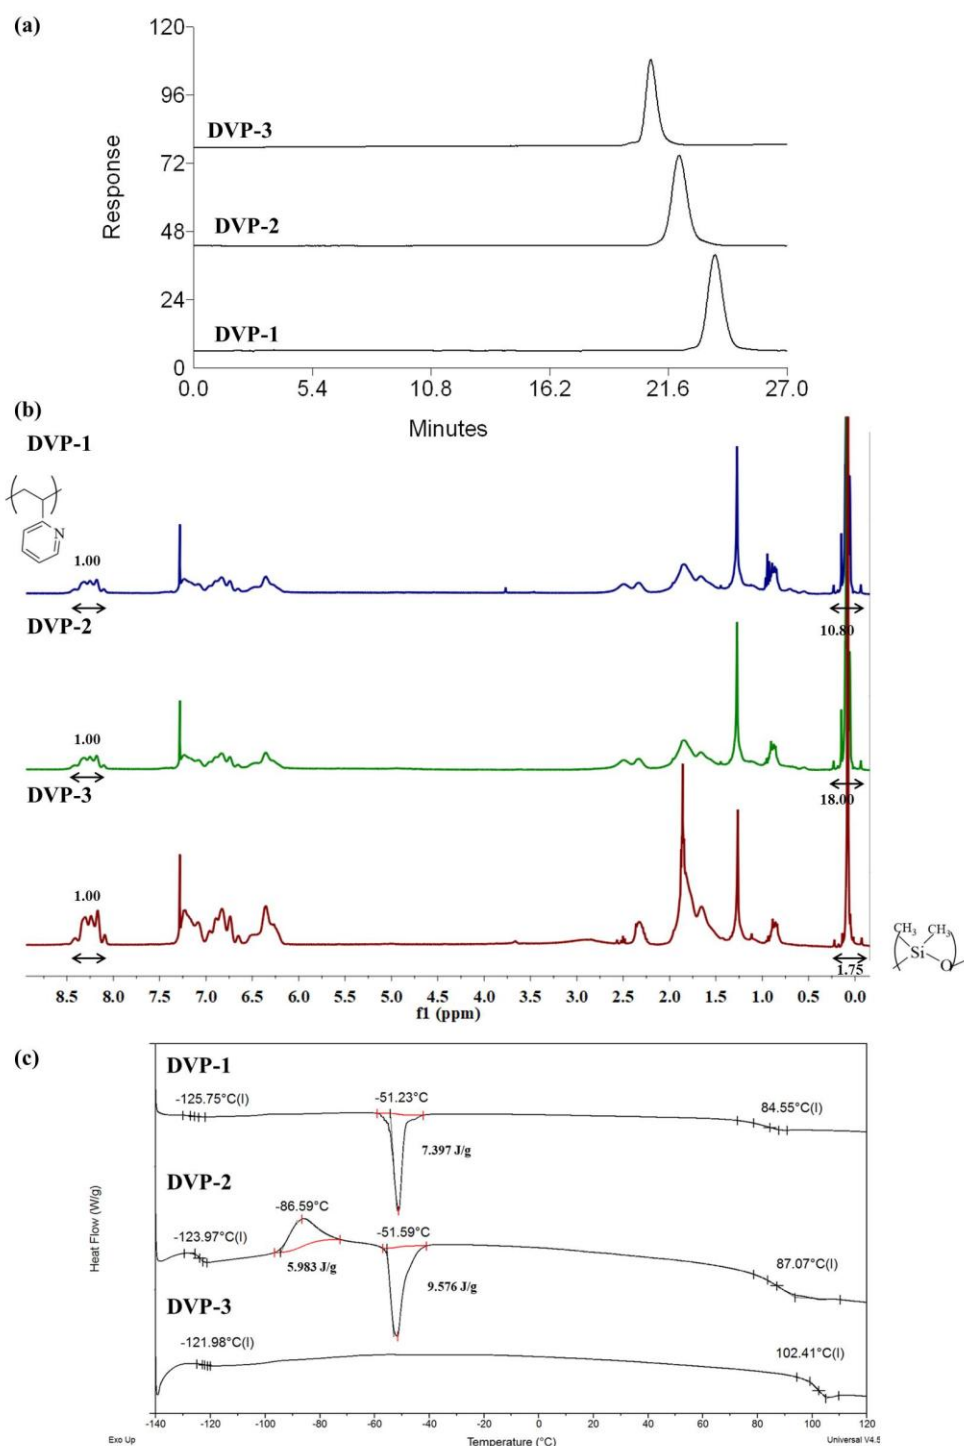 (a)
120
96
72
48
24
0
Response
DVP-3
DVP-2
DVP-1
0.0 5.4 10.8 16.2 21.6 27.0
Minutes
(b)
DVP-1
N
1.00
10.80
DVP-2
1.00
18.00
DVP-3
1.00
1.75
CH3 CH3
Si
O
8.5 8.0 7.5 7.0 6.5 6.0 5.5 5.0 4.5 4.0 3.5 3.0 2.5 2.0 1.5 1.0 0.5 0.0
f1 (ppm)
(c)
DVP-1
-125.75°C(I) -51.23°C 84.55°C(I)
7.397 J/g
DVP-2
-86.59°C
-123.97°C(I) -51.59°C
5.983 J/g 9.576 J/g 87.07°C(I)
DVP-3
-121.98°C(I) 102.41°C(I)
Heat Flow (W/g)
-140 -120 -100 -80 -60 -40 -20 0 20 40 60 80 100 120
Exo Up Temperature (°C) Universal V4.5